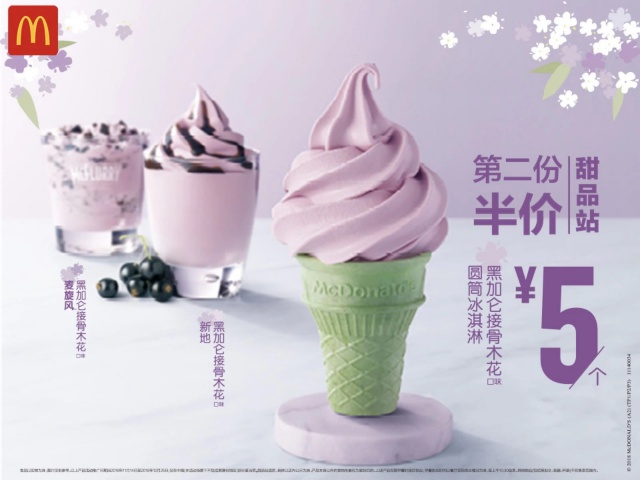 McFLURRY
McDonald's
第二份
半价
甜品站
¥5/个
黑加仑接骨木花口味
圆筒冰淇淋
黑加仑接骨木花口味
麦旋风
黑加仑接骨木花口味
新地